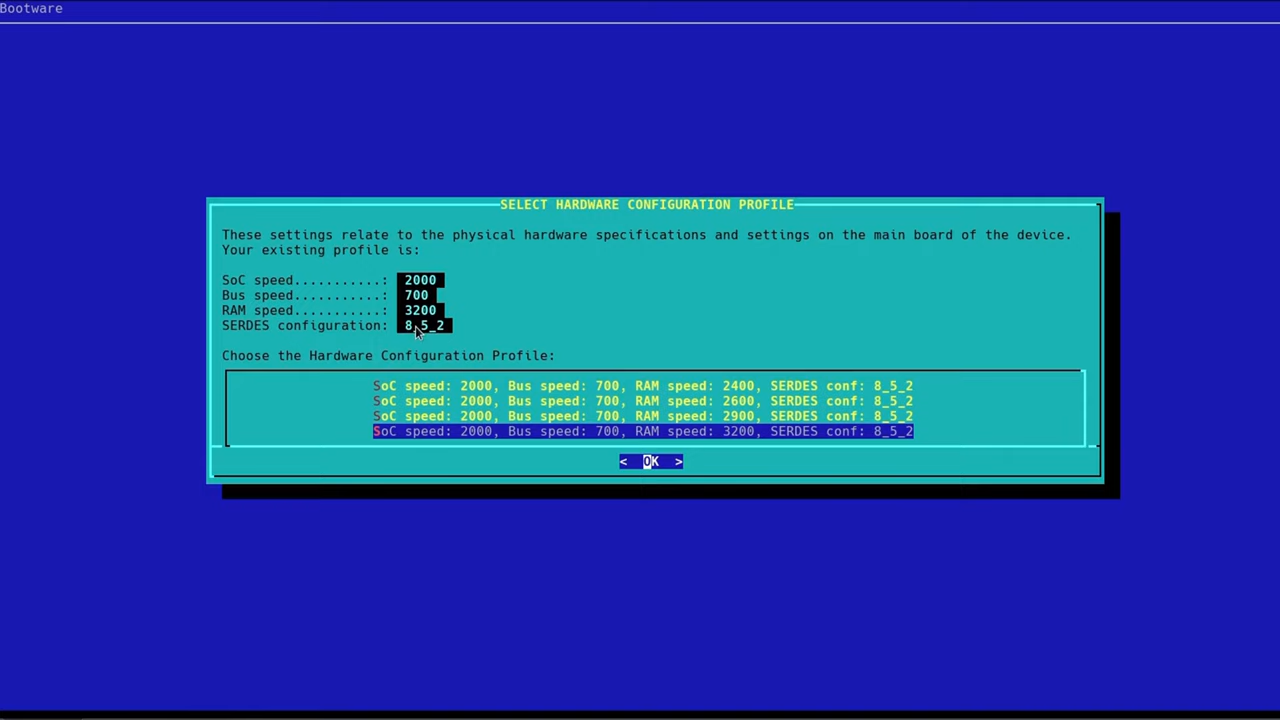 Bootware
SELECT HARDWARE CONFIGURATION PROFILE
These settings relate to the physical hardware specifications and settings on the main board of the device.
Your existing profile is:
SoC speed...........: 2000
Bus speed...........: 700
RAM speed...........: 3200
SERDES configuration: 8_5_2
Choose the Hardware Configuration Profile:
SoC speed: 2000, Bus speed: 700, RAM speed: 2400, SERDES conf: 8_5_2
SoC speed: 2000, Bus speed: 700, RAM speed: 2600, SERDES conf: 8_5_2
SoC speed: 2000, Bus speed: 700, RAM speed: 2900, SERDES conf: 8_5_2
SoC speed: 2000, Bus speed: 700, RAM speed: 3200, SERDES conf: 8_5_2
< OK >